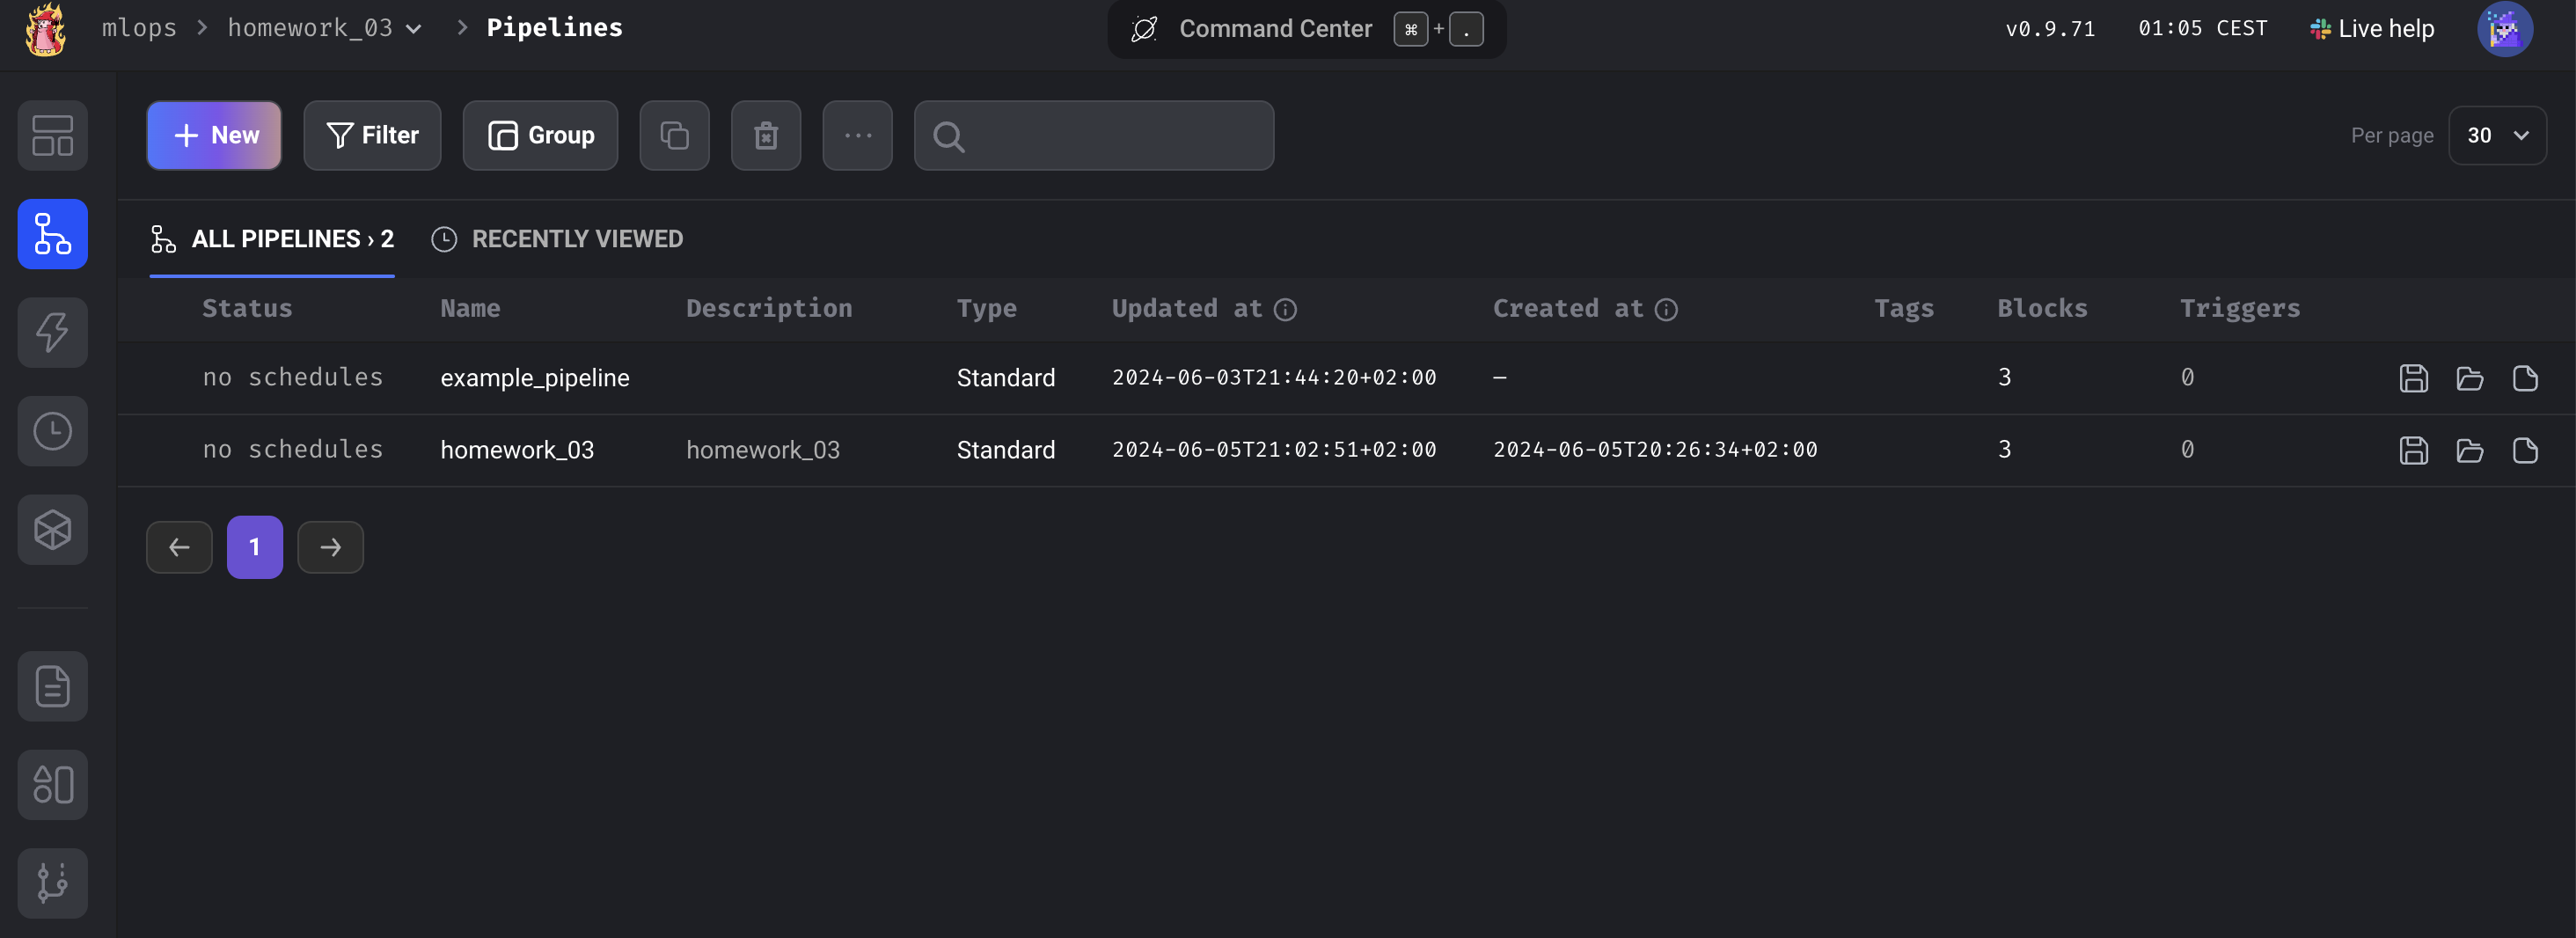 mlops > homework_03 > Pipelines
Command Center ⌘ + .
v0.9.71
01:05 CEST
Live help
+ New
Filter
Group
Per page 30
ALL PIPELINES › 2
RECENTLY VIEWED
Status Name Description Type Updated at Created at Tags Blocks Triggers
no schedules example_pipeline Standard 2024-06-03T21:44:20+02:00 — 3 0
no schedules homework_03 homework_03 Standard 2024-06-05T21:02:51+02:00 2024-06-05T20:26:34+02:00 3 0
1